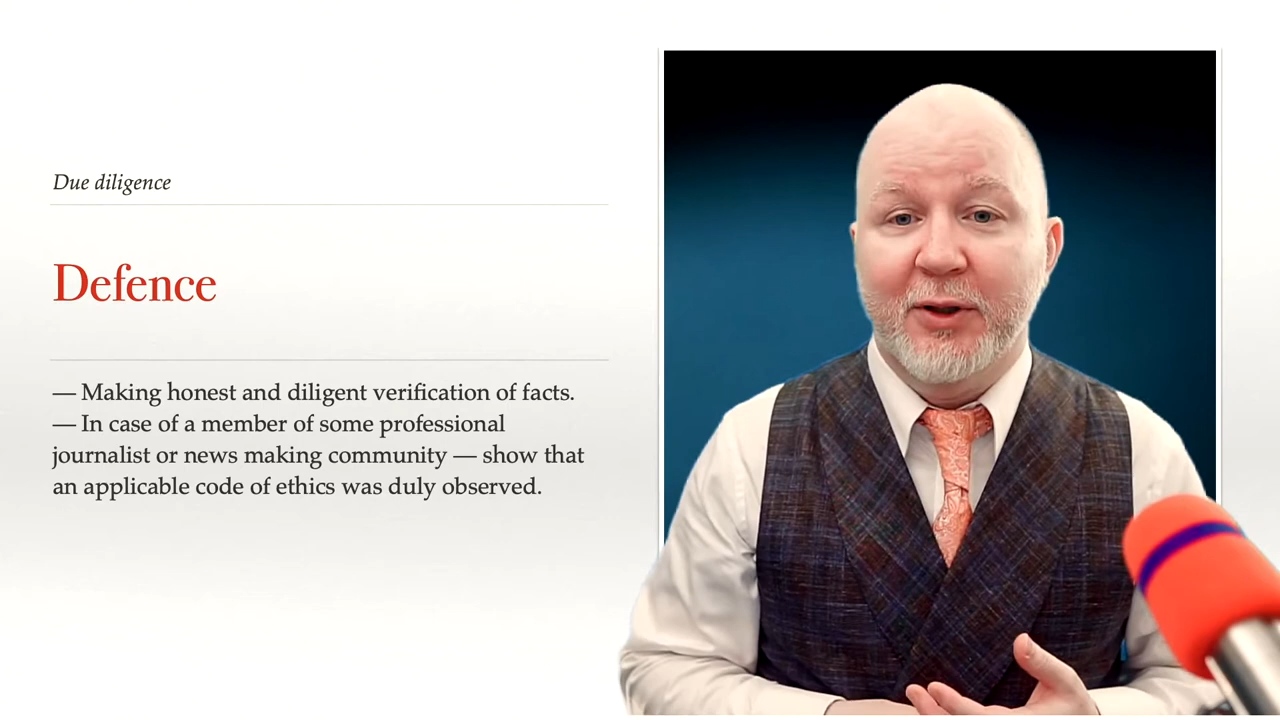 Due diligence
Defence
— Making honest and diligent verification of facts.
— In case of a member of some professional
journalist or news making community — show that
an applicable code of ethics was duly observed.